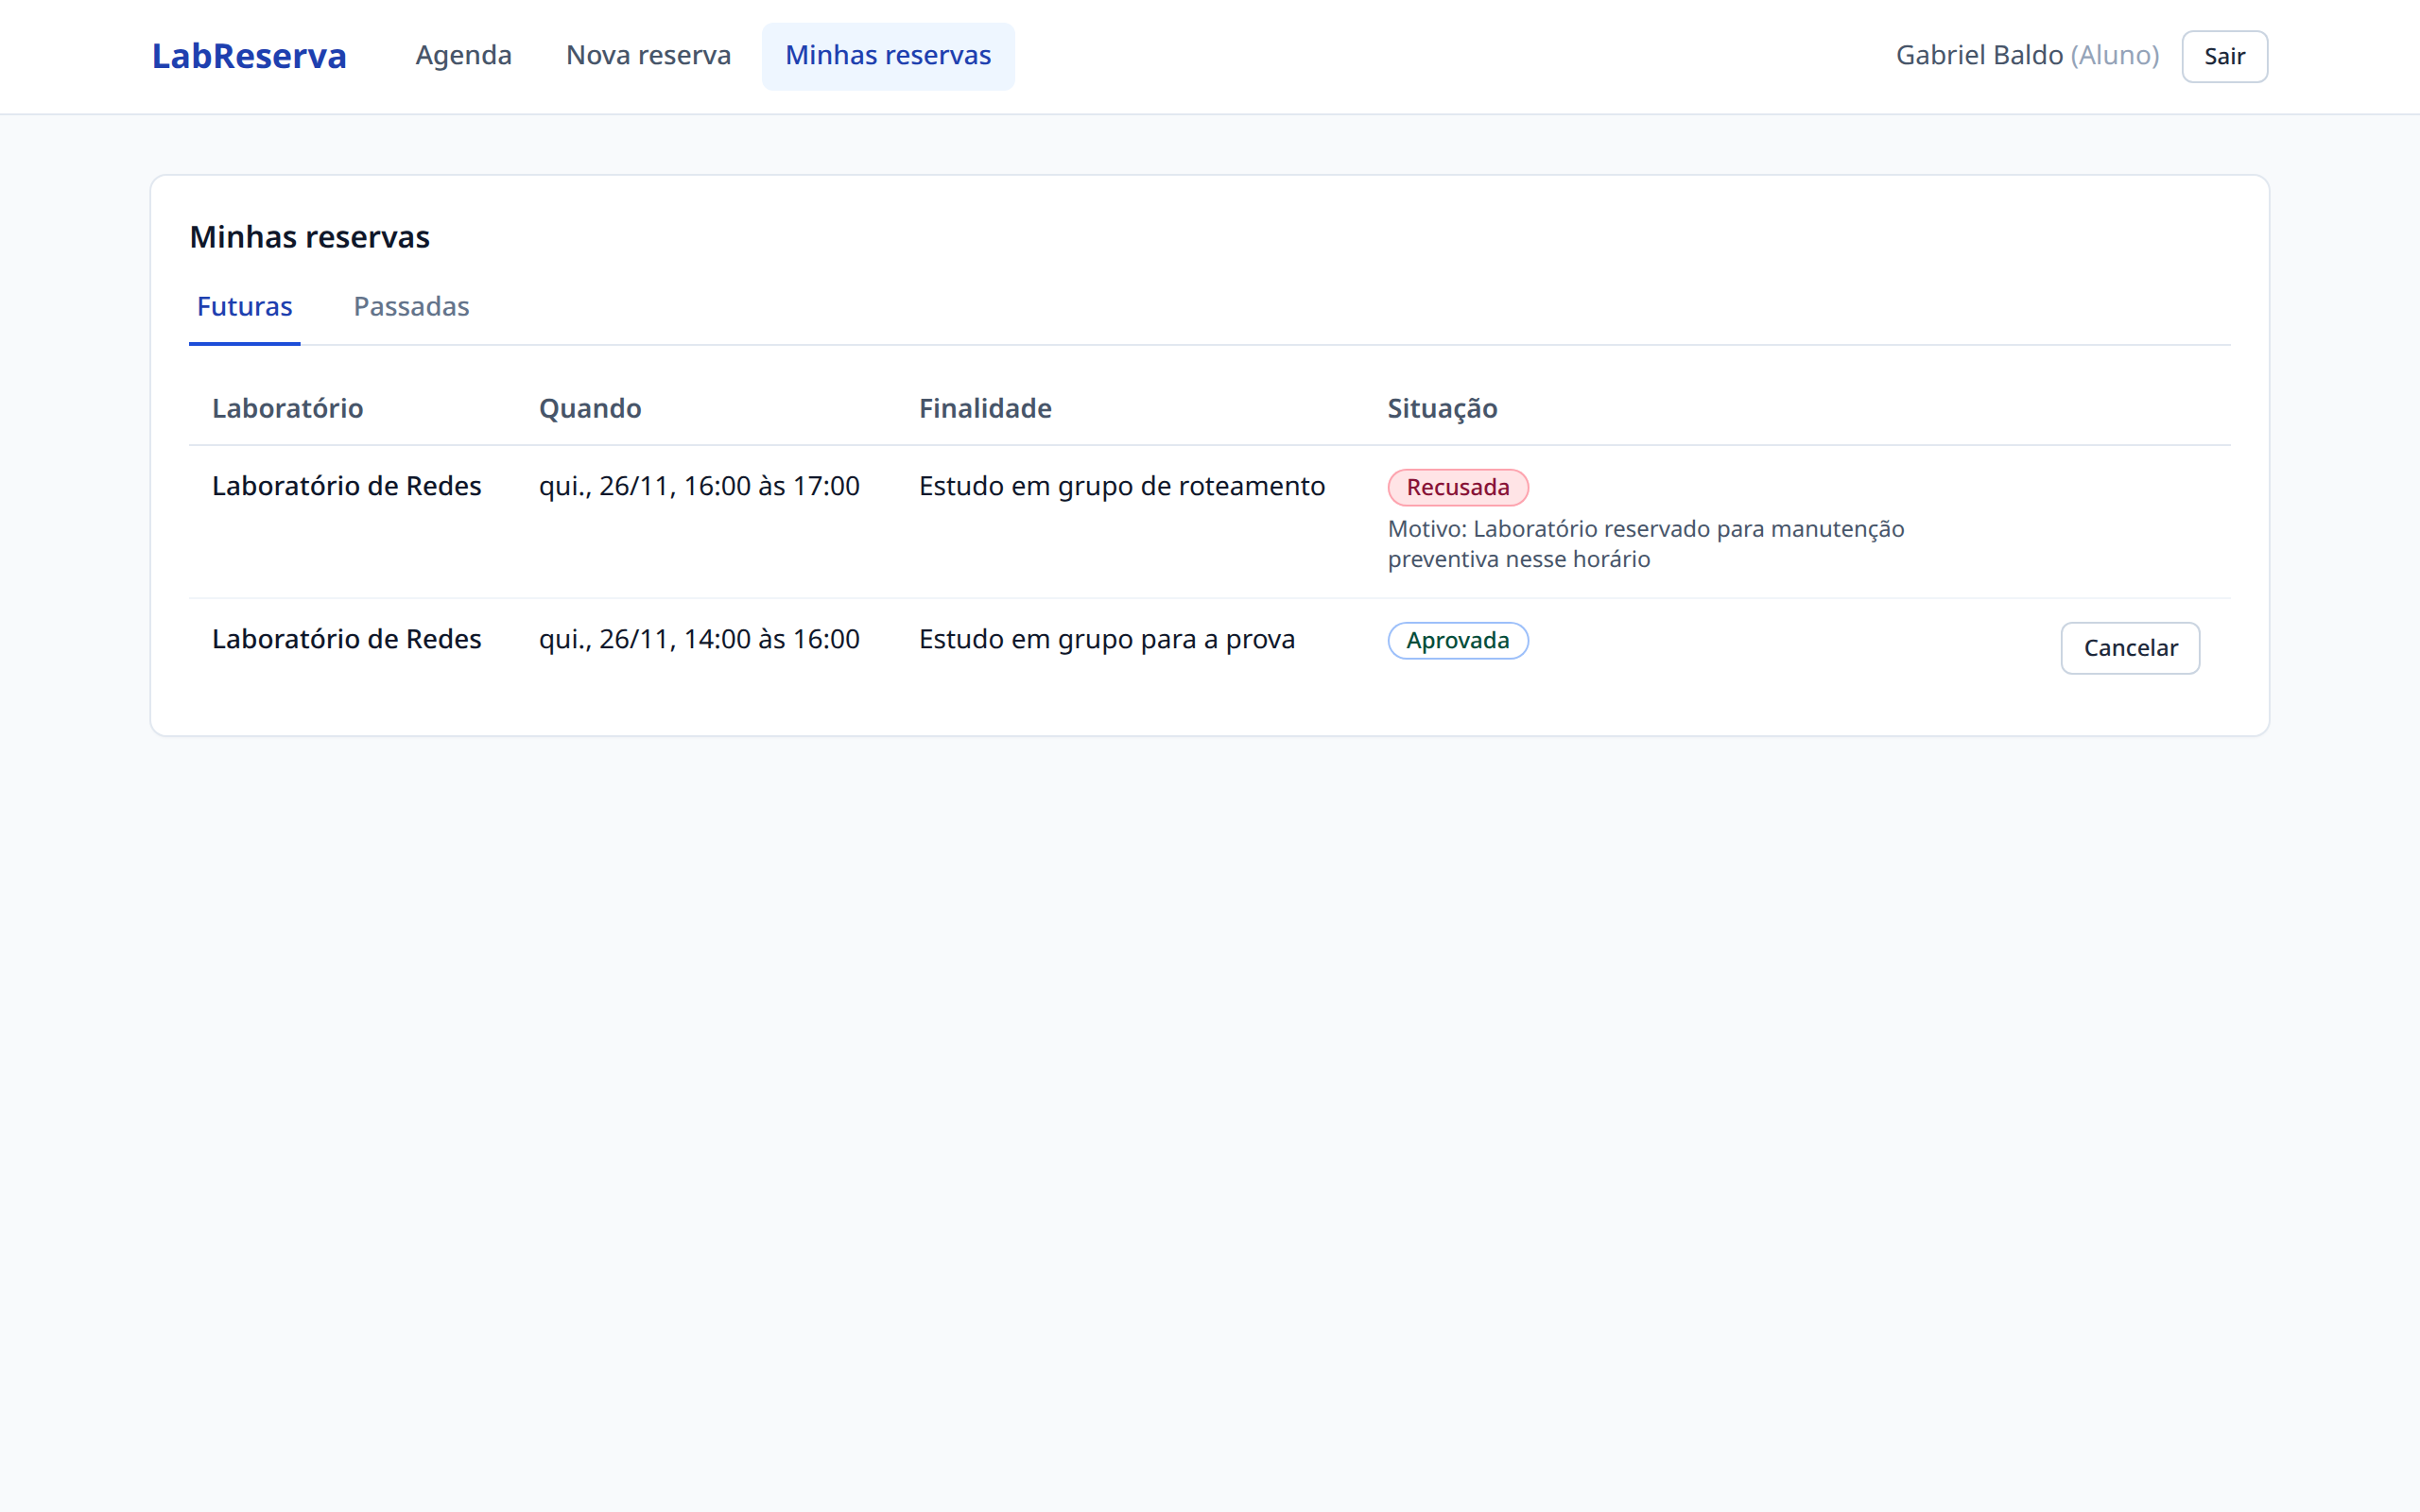 LabReserva Agenda Nova reserva Minhas reservas Gabriel Baldo (Aluno) Sair
Minhas reservas
Futuras Passadas
Laboratório Quando Finalidade Situação
Laboratório de Redes qui., 26/11, 16:00 às 17:00 Estudo em grupo de roteamento Recusada
Motivo: Laboratório reservado para manutenção
preventiva nesse horário
Laboratório de Redes qui., 26/11, 14:00 às 16:00 Estudo em grupo para a prova Aprovada Cancelar